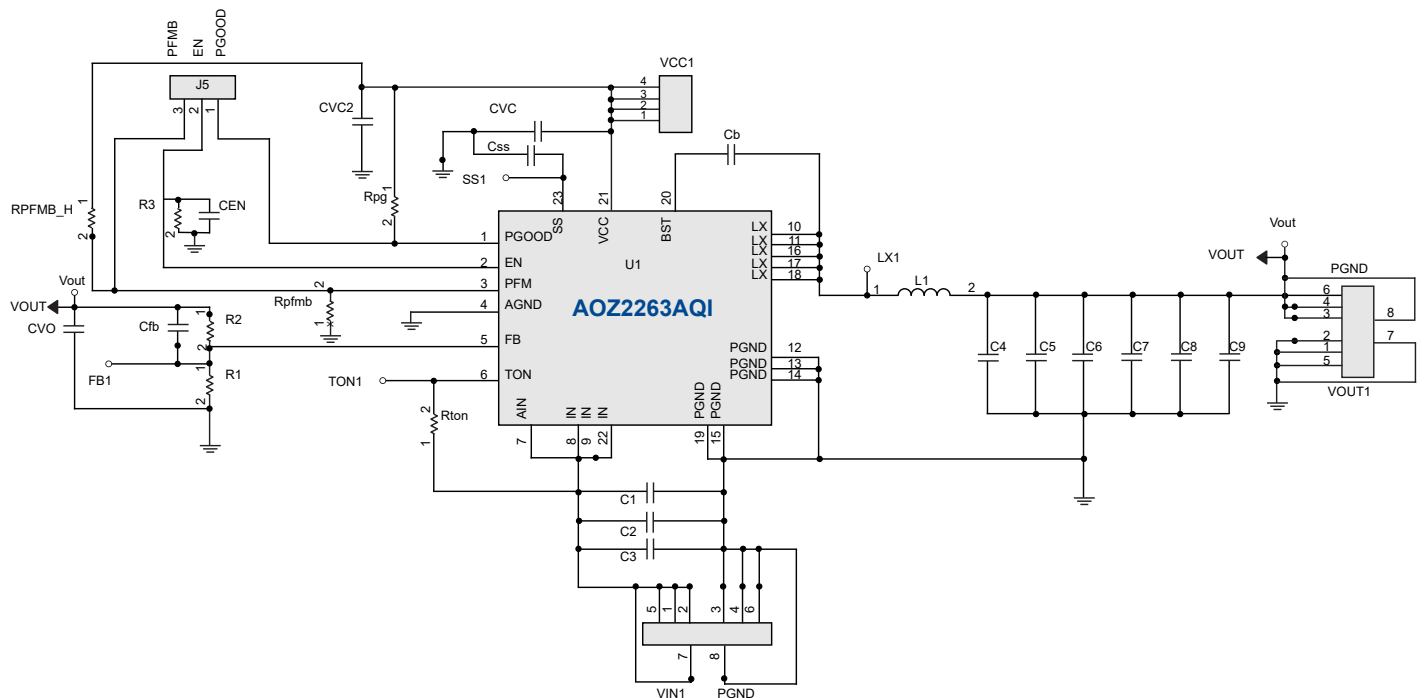 PFMB
EN
PGOOD
J5
3
2
1
VCC1
4
3
2
1
CVC2
CVC
Css
SS1
Cb
1
Rpg
2
23
21
20
SS
VCC
BST
RPFMB_H
1
2
R3
2
CEN
1 PGOOD
2 EN
3 PFM
4 AGND
5 FB
6 TON
U1
AOZ2263AQI
LX 10
LX 11
LX 16
LX 17
LX 18
LX1
1 L1 2
Vout
VOUT
PGND
6
4
3
2
1
5
8
7
VOUT1
Vout
VOUT
CVO
Cfb
R2
2
FB1
1
R1
2
2
Rpfmb
1
TON1
2
Rton
1
PGND 12
PGND 13
PGND 14
C4
C5
C6
C7
C8
C9
AIN
IN
IN
IN
PGND
PGND
7
8
9
22
19
15
C1
C2
C3
5
1
2
3
4
6
7
8
VIN1
PGND